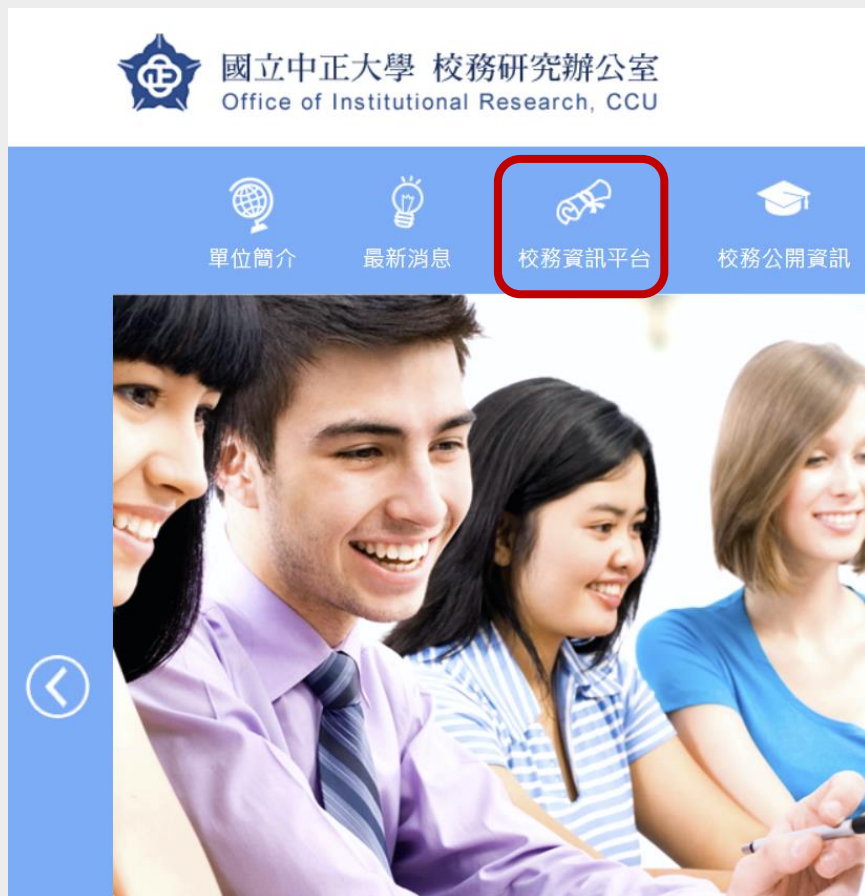 國立中正大學 校務研究辦公室
Office of Institutional Research, CCU
單位簡介 最新消息 校務資訊平台 校務公開資訊